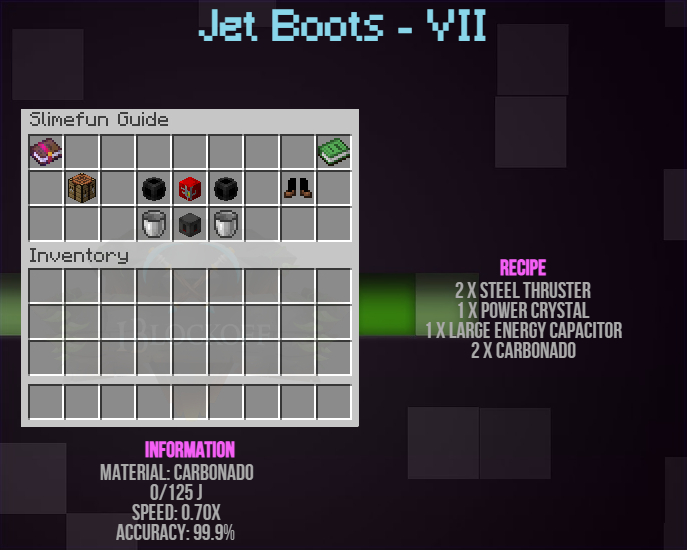 Jet Boots - VII
Slimefun Guide
Inventory
IBLOCKOFF
RECIPE
2 X STEEL THRUSTER
1 X POWER CRYSTAL
1 X LARGE ENERGY CAPACITOR
2 X CARBONADO
INFORMATION
MATERIAL: CARBONADO
0/125 J
SPEED: 0.70X
ACCURACY: 99.9%